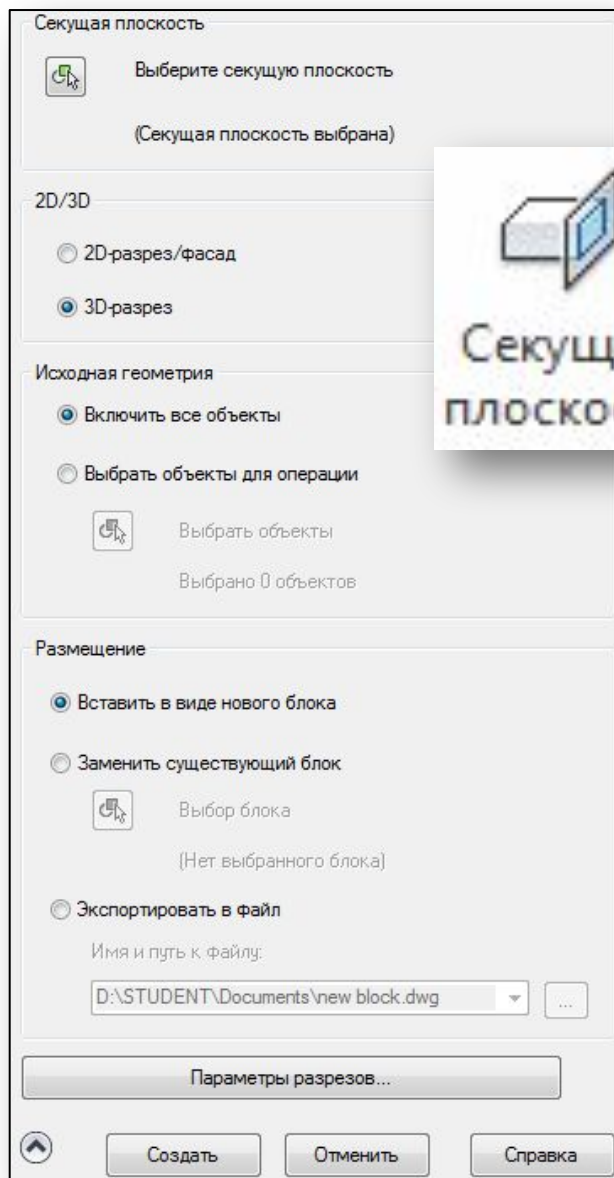 Секущая плоскость
Выберите секущую плоскость
(Секущая плоскость выбрана)
2D/3D
2D-разрез/фасад
3D-разрез
Исходная геометрия
Включить все объекты
Выбрать объекты для операции
Выбрать объекты
Выбрано 0 объектов
Размещение
Вставить в виде нового блока
Заменить существующий блок
Выбор блока
(Нет выбранного блока)
Экспортировать в файл
Имя и путь к файлу:
D:\STUDENT\Documents\new block.dwg
...
Параметры разрезов...
Создать
Отменить
Справка